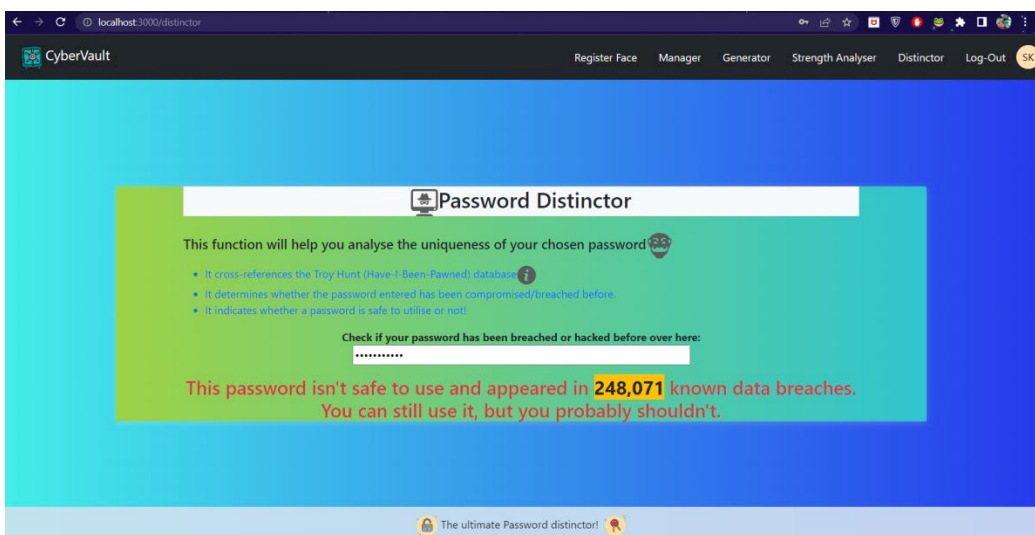 localhost:3000/distinctor
CyberVault
Register Face Manager Generator Strength Analyser Distinctor Log-Out SK
Password Distinctor
This function will help you analyse the uniqueness of your chosen password
• It cross-references the Troy Hunt (Have-I-Been-Pawned) database
• It determines whether the password entered has been compromised/breached before.
• It indicates whether a password is safe to utilise or not!
Check if your password has been breached or hacked before over here:
•••••••••••
This password isn't safe to use and appeared in 248,071 known data breaches.
You can still use it, but you probably shouldn't.
The ultimate Password distinctor!